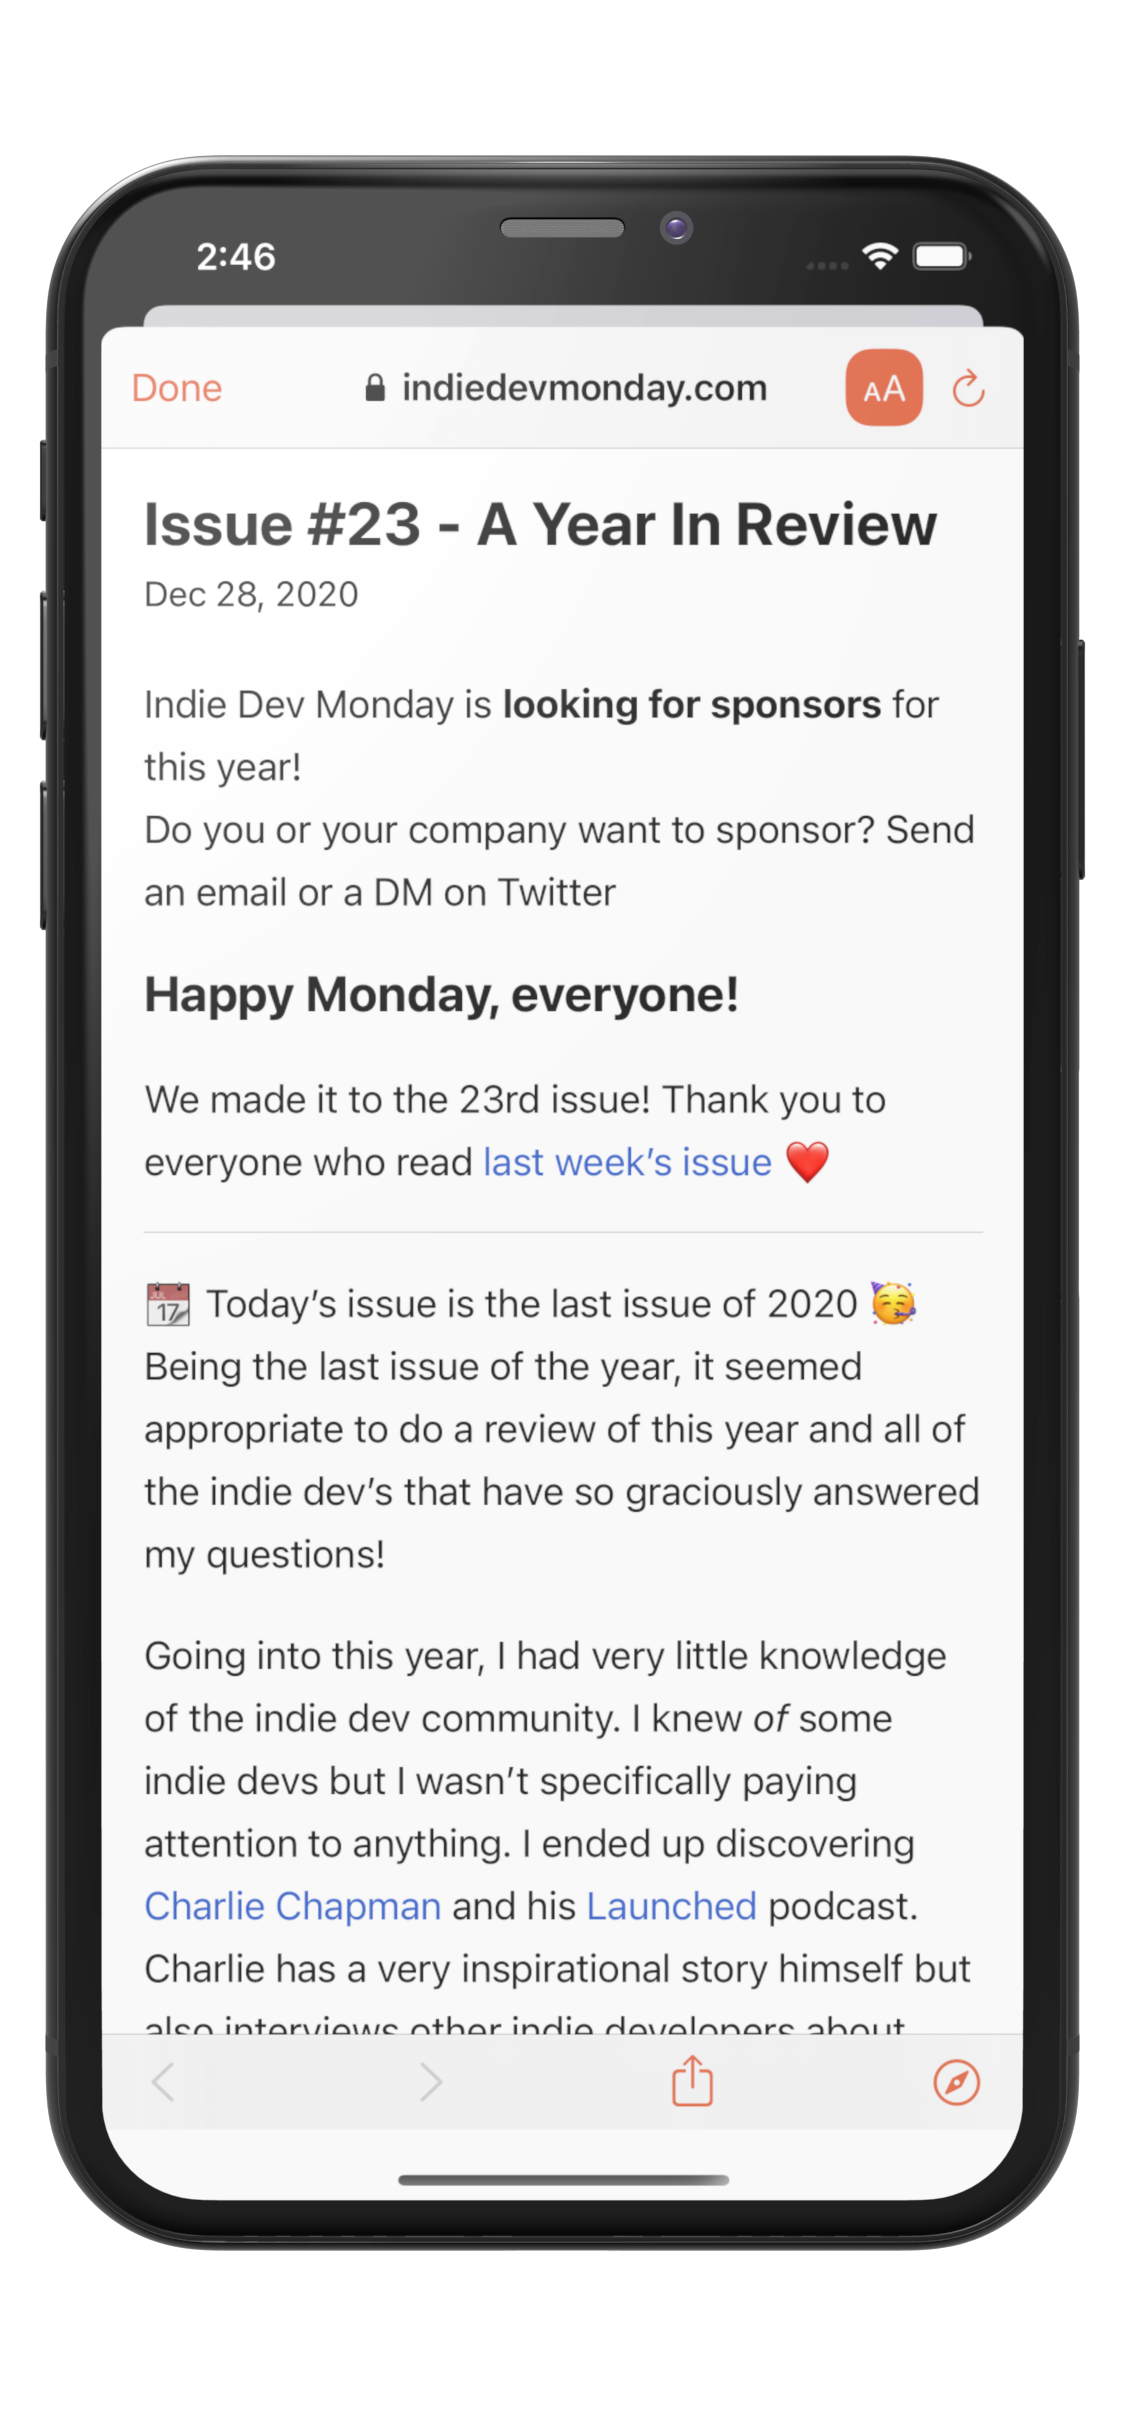 2:46
Done
indiedevmonday.com
AA
Issue #23 - A Year In Review
Dec 28, 2020
Indie Dev Monday is looking for sponsors for
this year!
Do you or your company want to sponsor? Send
an email or a DM on Twitter
Happy Monday, everyone!
We made it to the 23rd issue! Thank you to
everyone who read last week’s issue ❤️
📅 Today’s issue is the last issue of 2020 🥳
Being the last issue of the year, it seemed
appropriate to do a review of this year and all of
the indie dev’s that have so graciously answered
my questions!
Going into this year, I had very little knowledge
of the indie dev community. I knew of some
indie devs but I wasn’t specifically paying
attention to anything. I ended up discovering
Charlie Chapman and his Launched podcast.
Charlie has a very inspirational story himself but
also interviews other indie developers about